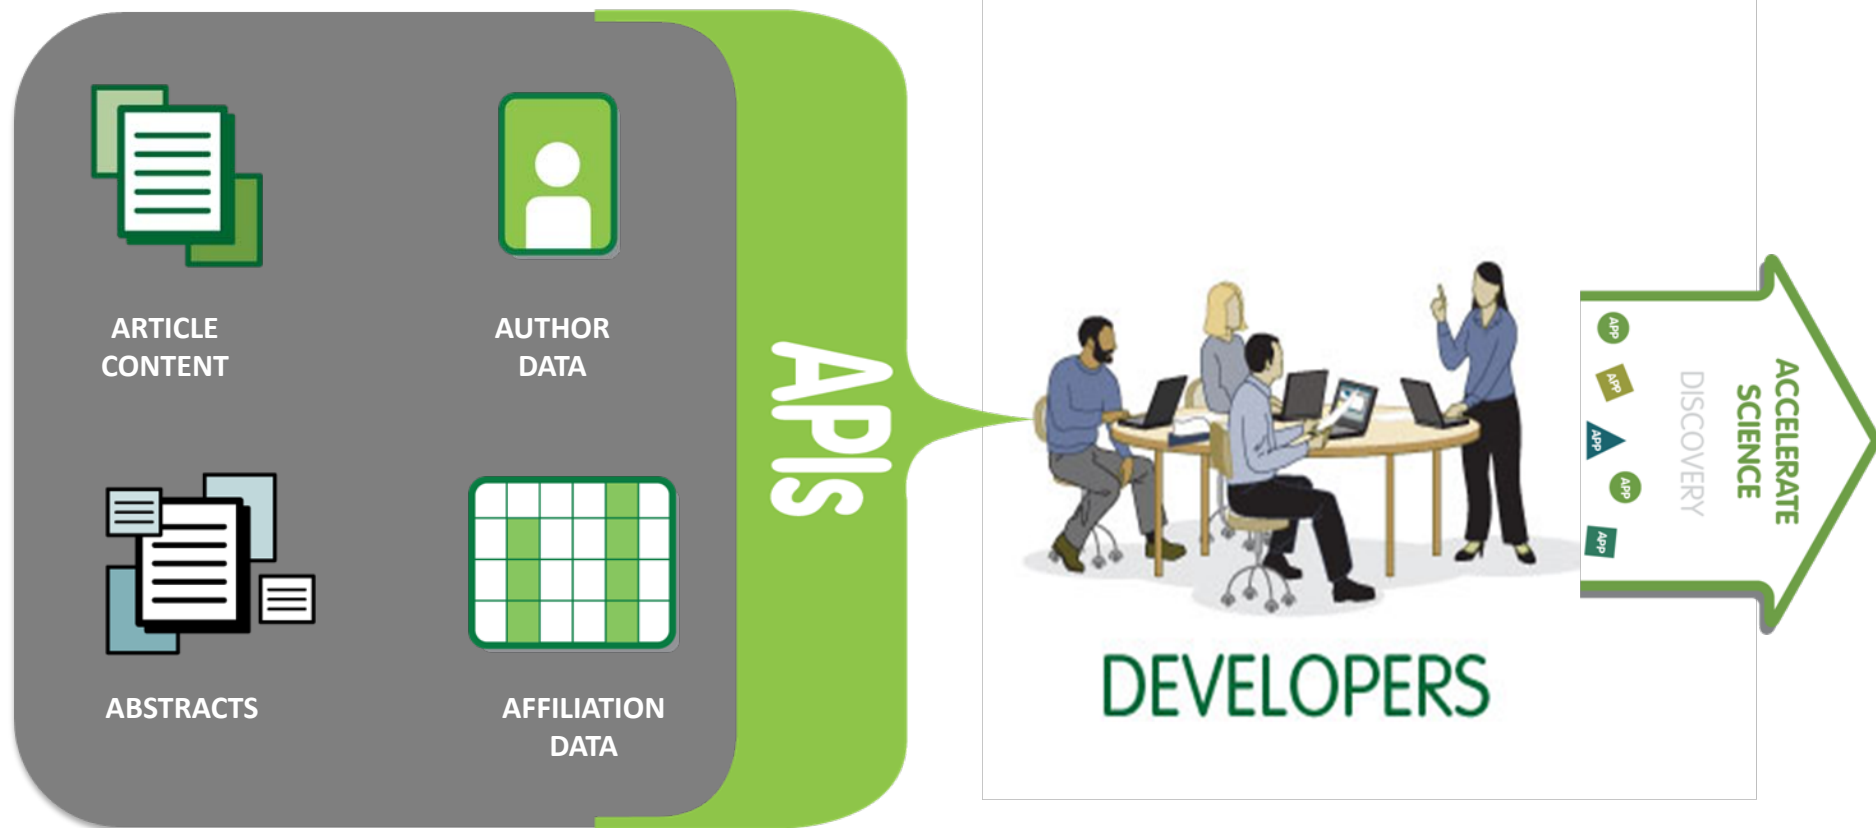 ARTICLE
CONTENT
AUTHOR
DATA
ABSTRACTS
AFFILIATION
DATA
APIs
DEVELOPERS
APP
APP
APP
APP
APP
DISCOVERY
ACCELERATE
SCIENCE